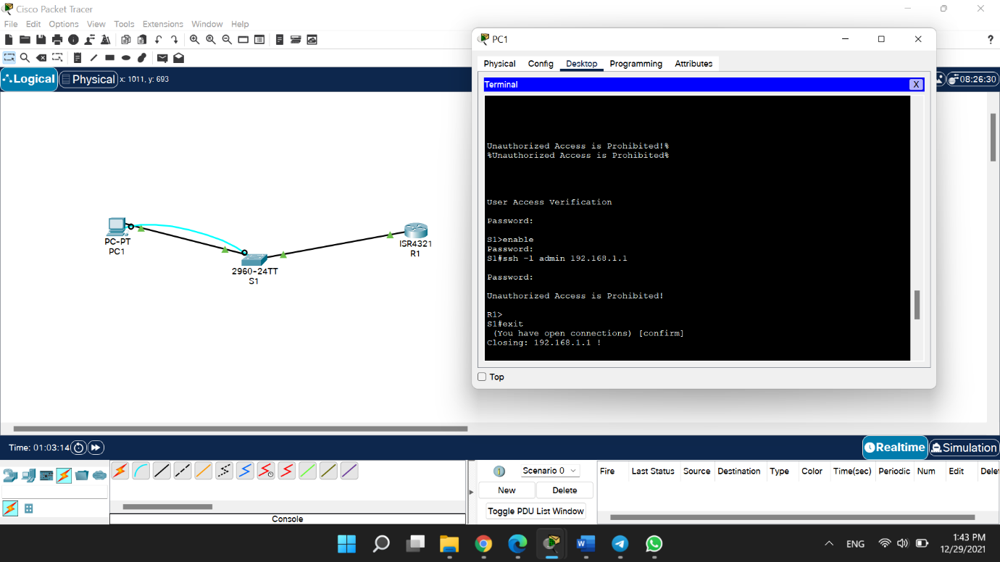 Cisco Packet Tracer
File Edit Options View Tools Extensions Window Help
Logical Physical x: 1011, y: 693
08:26:30
PC1
Physical Config Desktop Programming Attributes
Terminal X
Unauthorized Access is Prohibited!%
%Unauthorized Access is Prohibited%
User Access Verification
Password:
S1>enable
Password:
S1#ssh -l admin 192.168.1.1
Password:
Unauthorized Access is Prohibited!
R1>
S1#exit
(You have open connections) [confirm]
Closing: 192.168.1.1 !
Top
PC-PT
PC1
2960-24TT
S1
ISR4321
R1
Time: 01:03:14
Realtime Simulation
Scenario 0
New Delete
Toggle PDU List Window
Fire Last Status Source Destination Type Color Time(sec) Periodic Num Edit Delet
Console
ENG
1:43 PM
12/29/2021